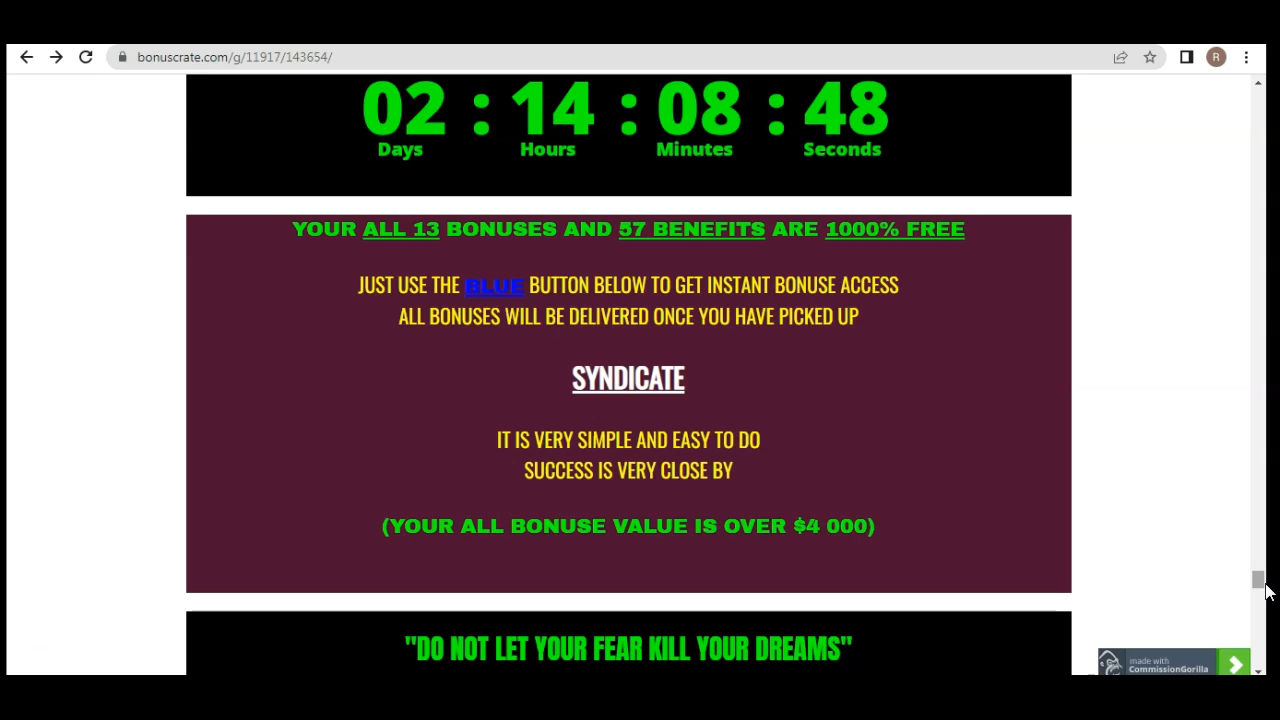 bonuscrate.com/g/11917/143654/
R
02 : 14 : 08 : 48
Days Hours Minutes Seconds
YOUR ALL 13 BONUSES AND 57 BENEFITS ARE 1000% FREE
JUST USE THE BLUE BUTTON BELOW TO GET INSTANT BONUSE ACCESS
ALL BONUSES WILL BE DELIVERED ONCE YOU HAVE PICKED UP
SYNDICATE
IT IS VERY SIMPLE AND EASY TO DO
SUCCESS IS VERY CLOSE BY
(YOUR ALL BONUSE VALUE IS OVER $4 000)
"DO NOT LET YOUR FEAR KILL YOUR DREAMS"
made with
CommissionGorilla